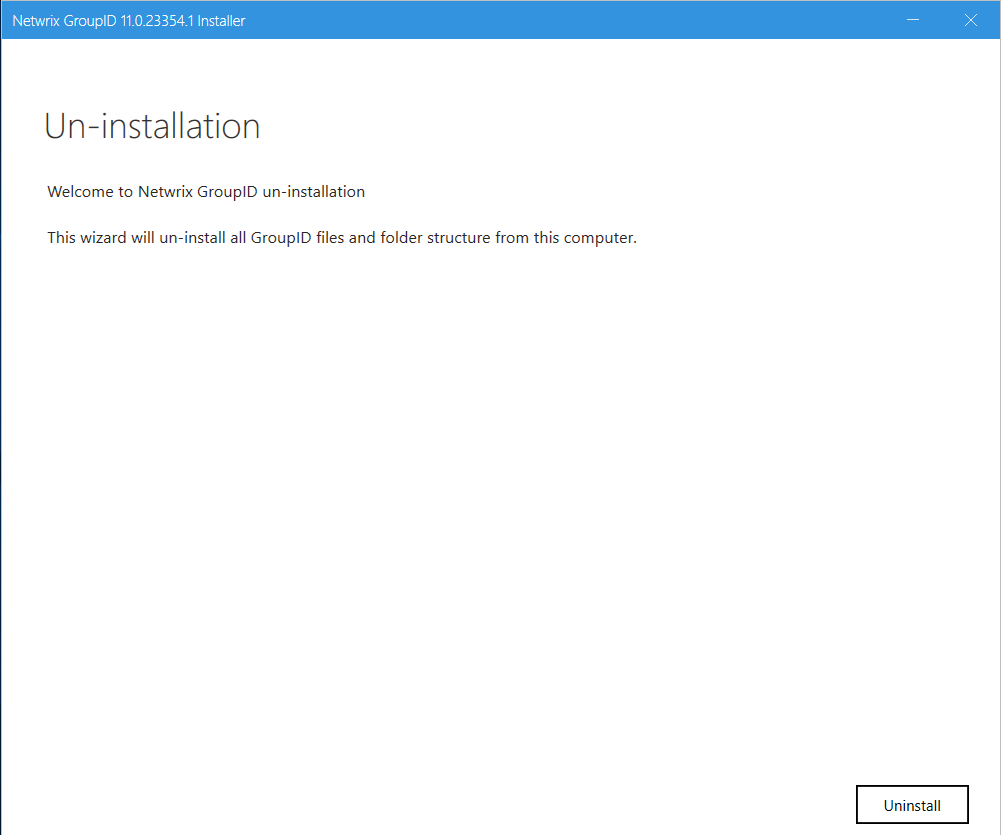 Netwrix GroupID 11.0.23354.1 Installer
Un-installation
Welcome to Netwrix GroupID un-installation
This wizard will un-install all GroupID files and folder structure from this computer.
Uninstall